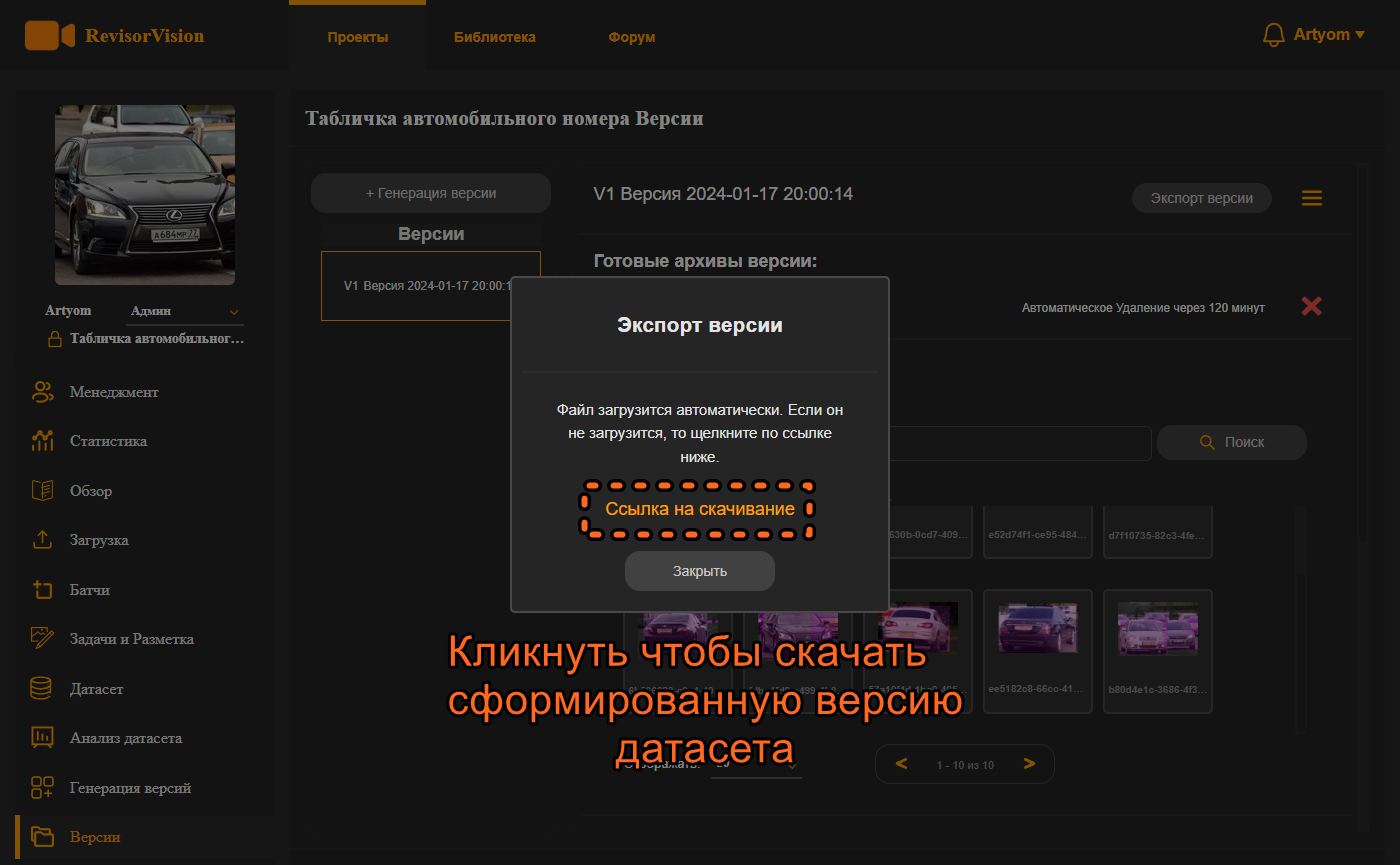 RevisorVision
Проекты
Библиотека
Форум
Artyom
Табличка автомобильного номера Версии
А684МР 77
Artyom
Админ
Табличка автомобильног...
Менеджмент
Статистика
Обзор
Загрузка
Батчи
Задачи и Разметка
Датасет
Анализ датасета
Генерация версий
Версии
+ Генерация версии
Версии
V1 Версия 2024-01-17 20:00:1
V1 Версия 2024-01-17 20:00:14
Экспорт версии
Готовые архивы версии:
Автоматическое Удаление через 120 минут
Поиск
Экспорт версии
Файл загрузится автоматически. Если он
не загрузится, то щелкните по ссылке
ниже.
Ссылка на скачивание
Закрыть
630b-0cd7-409...
e52d74f1-ce95-484...
d7f10735-82c3-4fe...
ee5182c8-66cc-41...
b80d4e1c-3686-4f3...
Кликнуть чтобы скачать
сформированную версию
датасета
< 1 - 10 из 10 >